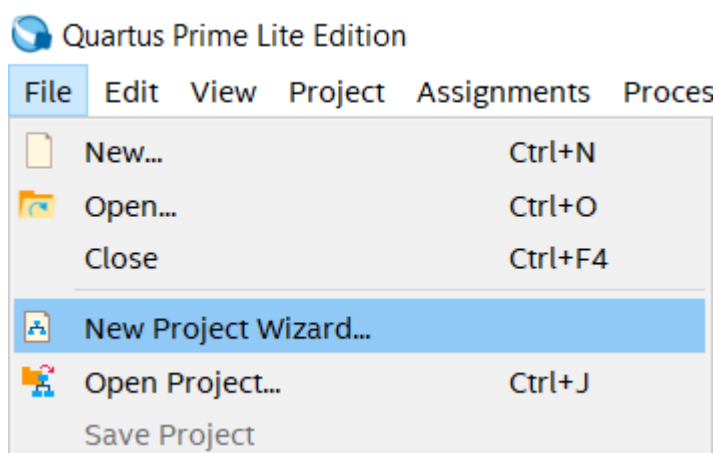 Quartus Prime Lite Edition
File Edit View Project Assignments Proces
New... Ctrl+N
Open... Ctrl+O
Close Ctrl+F4
New Project Wizard...
Open Project... Ctrl+J
Save Project